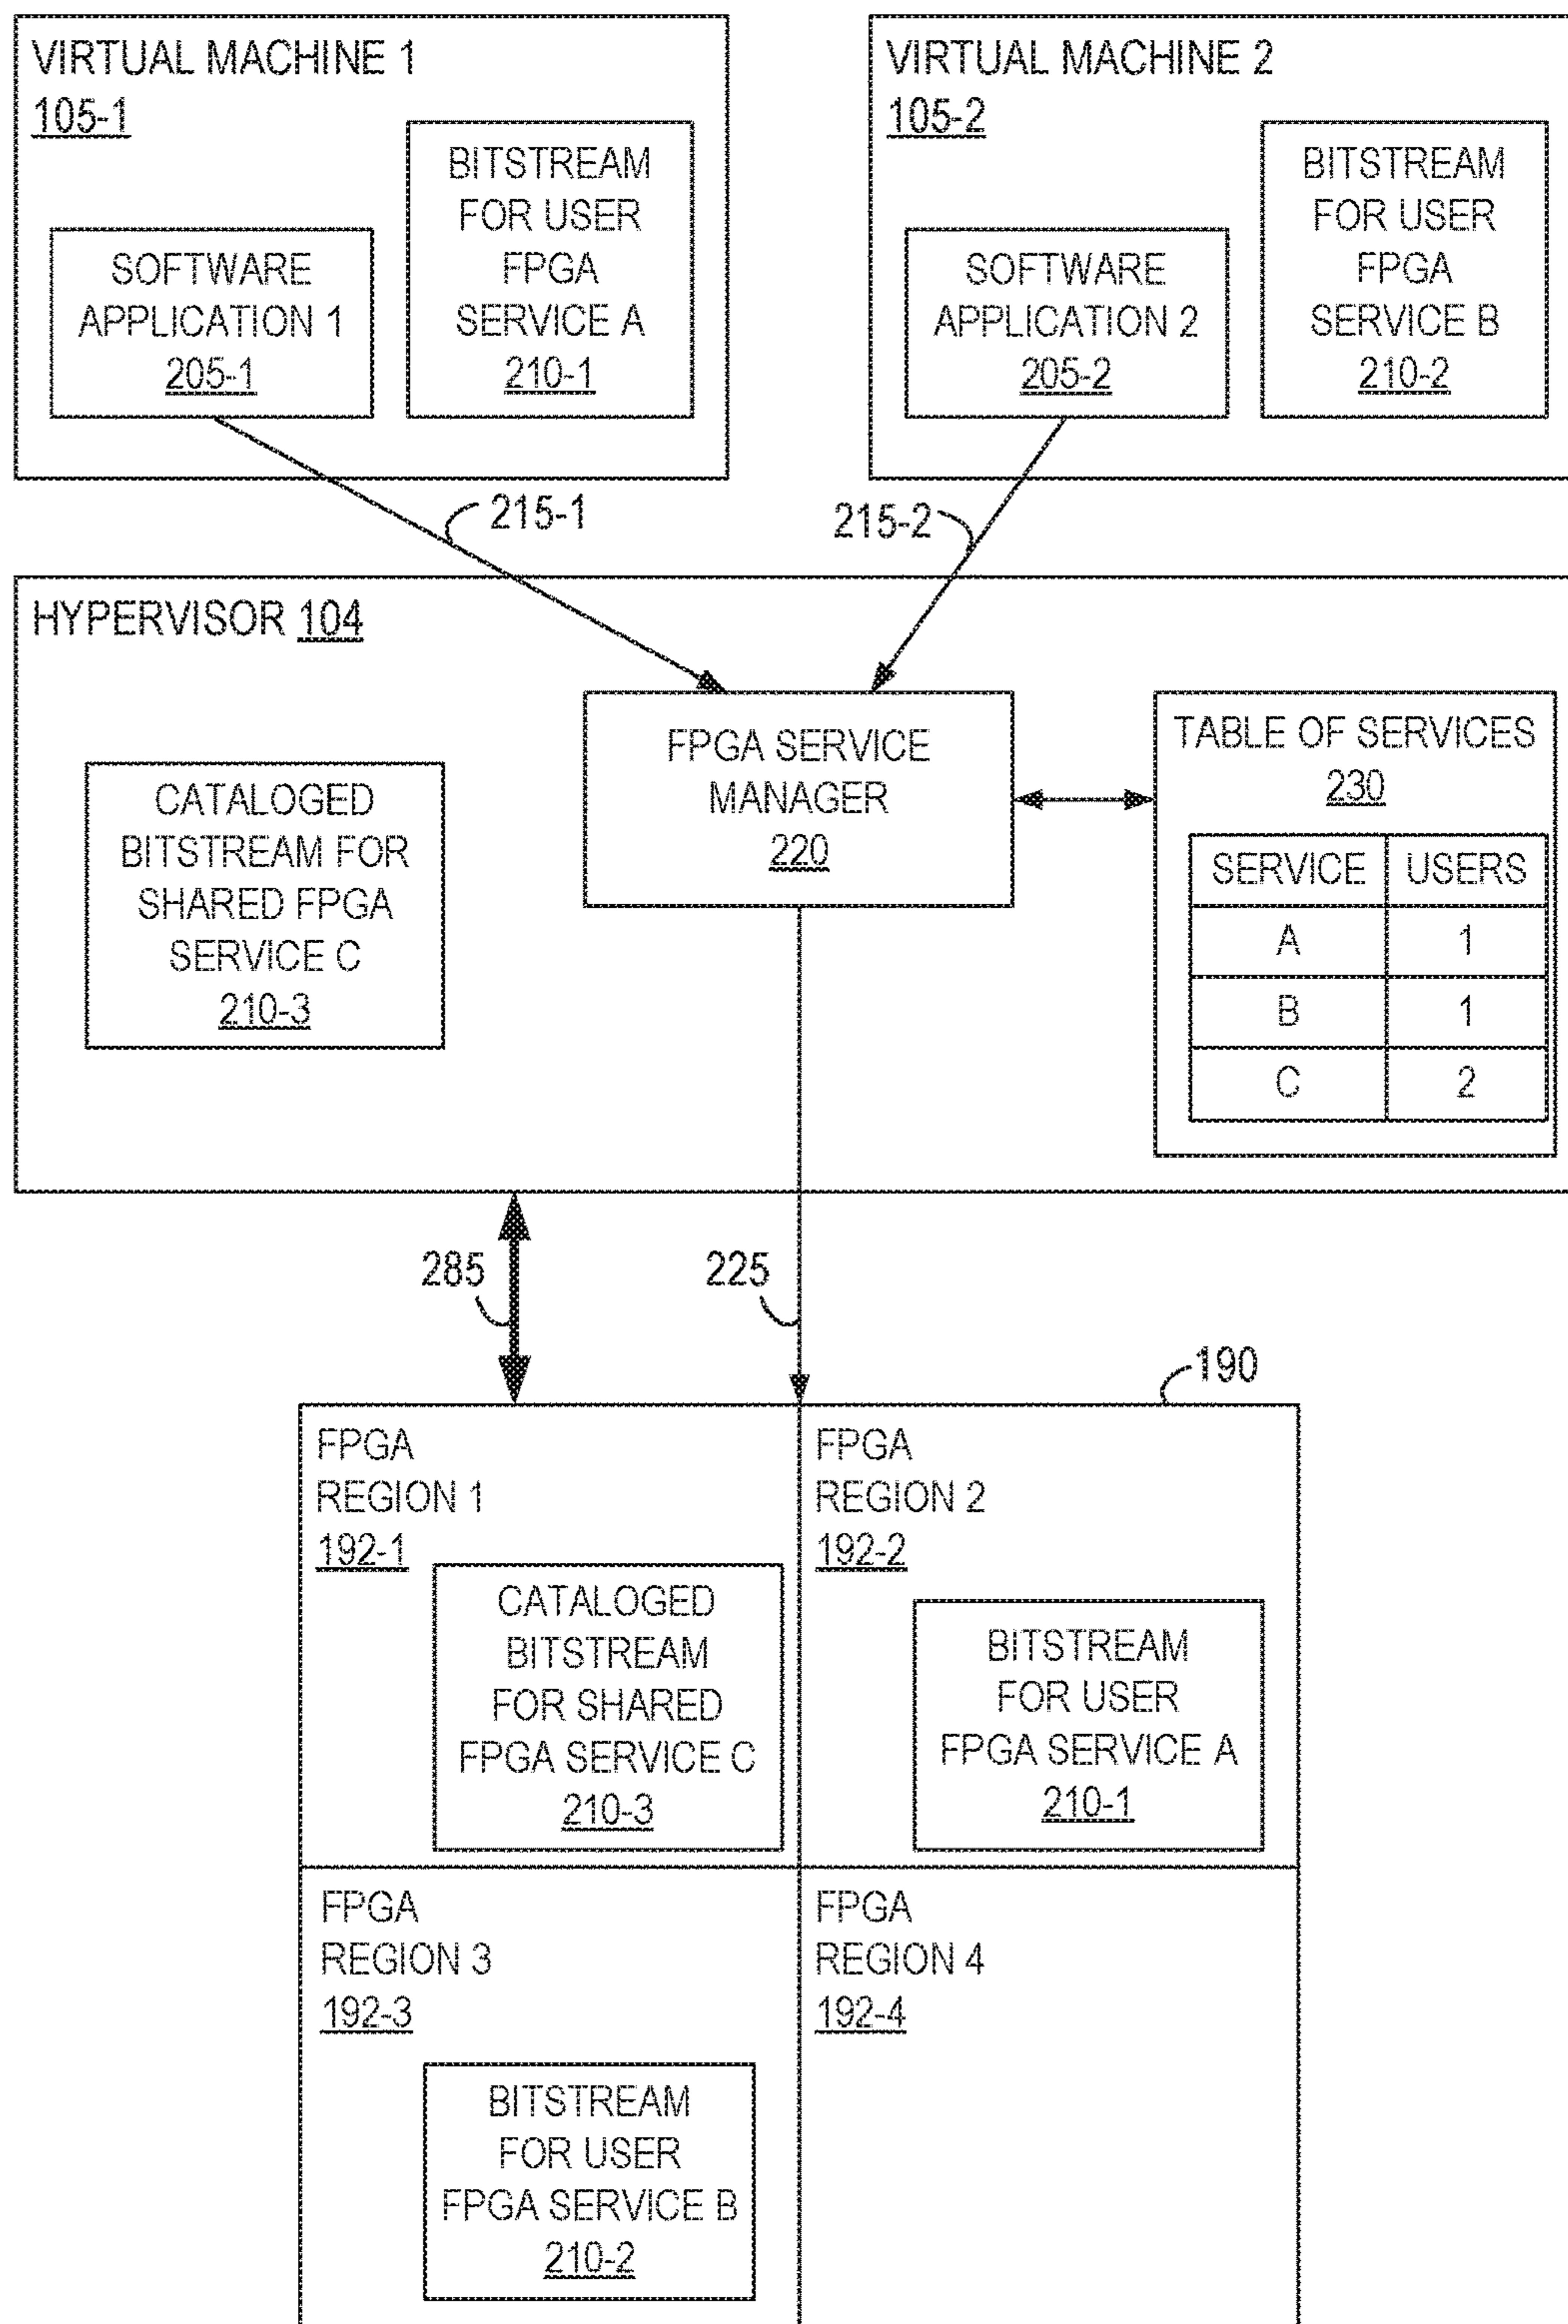 VIRTUAL MACHINE 1
105-1
SOFTWARE
APPLICATION 1
205-1
BITSTREAM
FOR USER
FPGA
SERVICE A
210-1
VIRTUAL MACHINE 2
105-2
SOFTWARE
APPLICATION 2
205-2
BITSTREAM
FOR USER
FPGA
SERVICE B
210-2
215-1
215-2
HYPERVISOR 104
CATALOGED
BITSTREAM FOR
SHARED FPGA
SERVICE C
210-3
FPGA SERVICE
MANAGER
220
TABLE OF SERVICES
230
SERVICE USERS
A 1
B 1
C 2
285
225
190
FPGA
REGION 1
192-1
CATALOGED
BITSTREAM
FOR SHARED
FPGA SERVICE C
210-3
FPGA
REGION 2
192-2
BITSTREAM
FOR USER
FPGA SERVICE A
210-1
FPGA
REGION 3
192-3
BITSTREAM
FOR USER
FPGA SERVICE B
210-2
FPGA
REGION 4
192-4